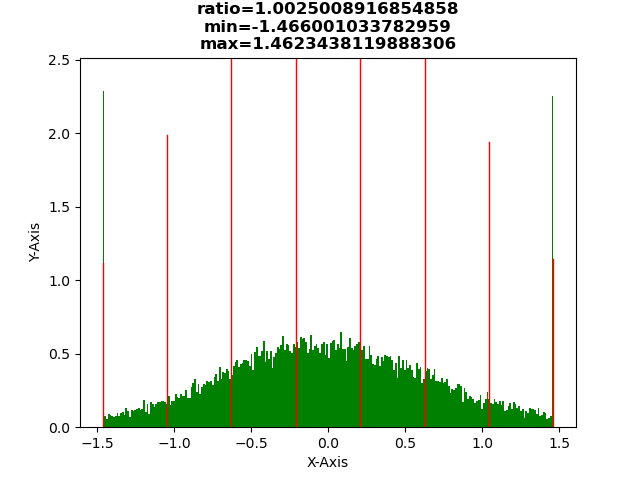 ratio=1.0025008916854858
min=-1.466001033782959
max=1.4623438119888306
2.5
2.0
1.5
1.0
0.5
0.0
Y-Axis
−1.5 −1.0 −0.5 0.0 0.5 1.0 1.5
X-Axis